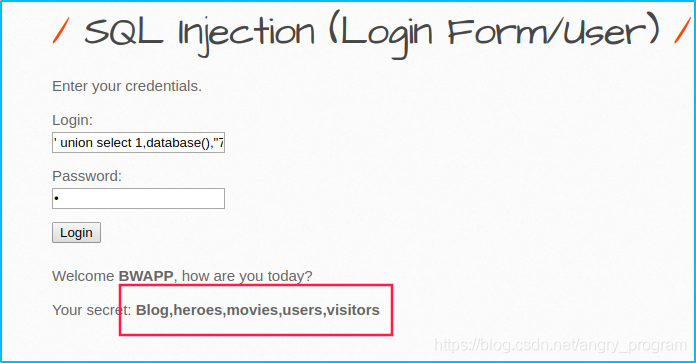 / SQL Injection (Login Form/User) /
Enter your credentials.
Login:
' union select 1,database(),"7
Password:
•
Login
Welcome BWAPP, how are you today?
Your secret: Blog,heroes,movies,users,visitors
https://blog.csdn.net/angry_program